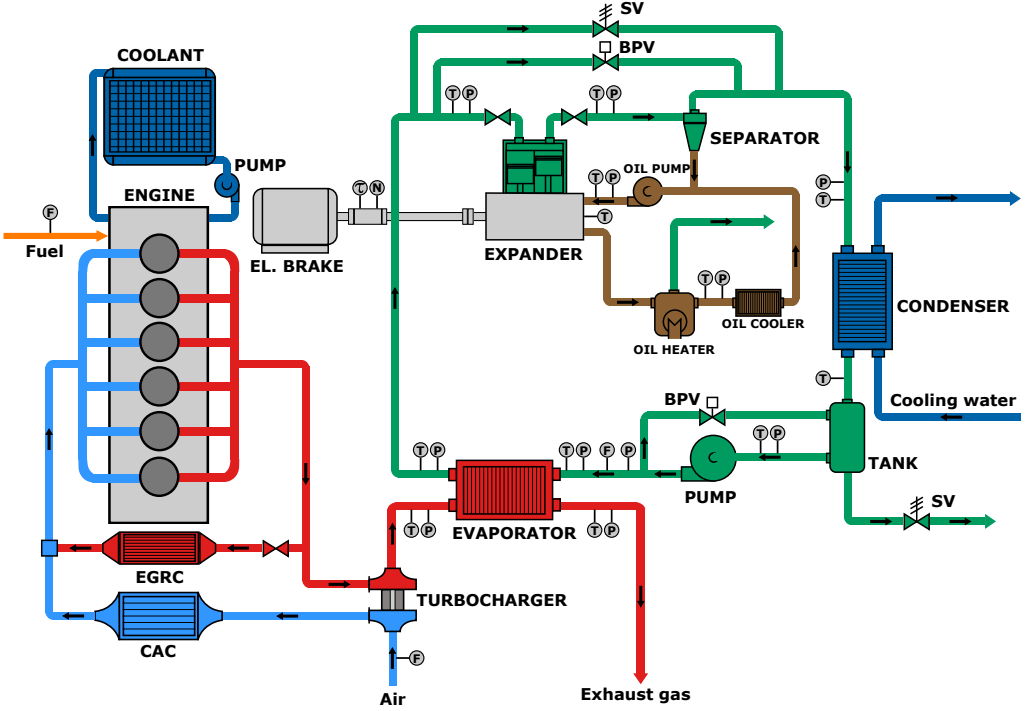 SV
BPV
COOLANT
T P
T P
SEPARATOR
PUMP
OIL PUMP
ENGINE
T P
P
T
τ N
F
T
Fuel
EL. BRAKE
EXPANDER
T P
CONDENSER
OIL COOLER
OIL HEATER
T
BPV
Cooling water
T P
T P
T P F P
TANK
PUMP
SV
EVAPORATOR
T P
T P
EGRC
TURBOCHARGER
CAC
F
Air
Exhaust gas